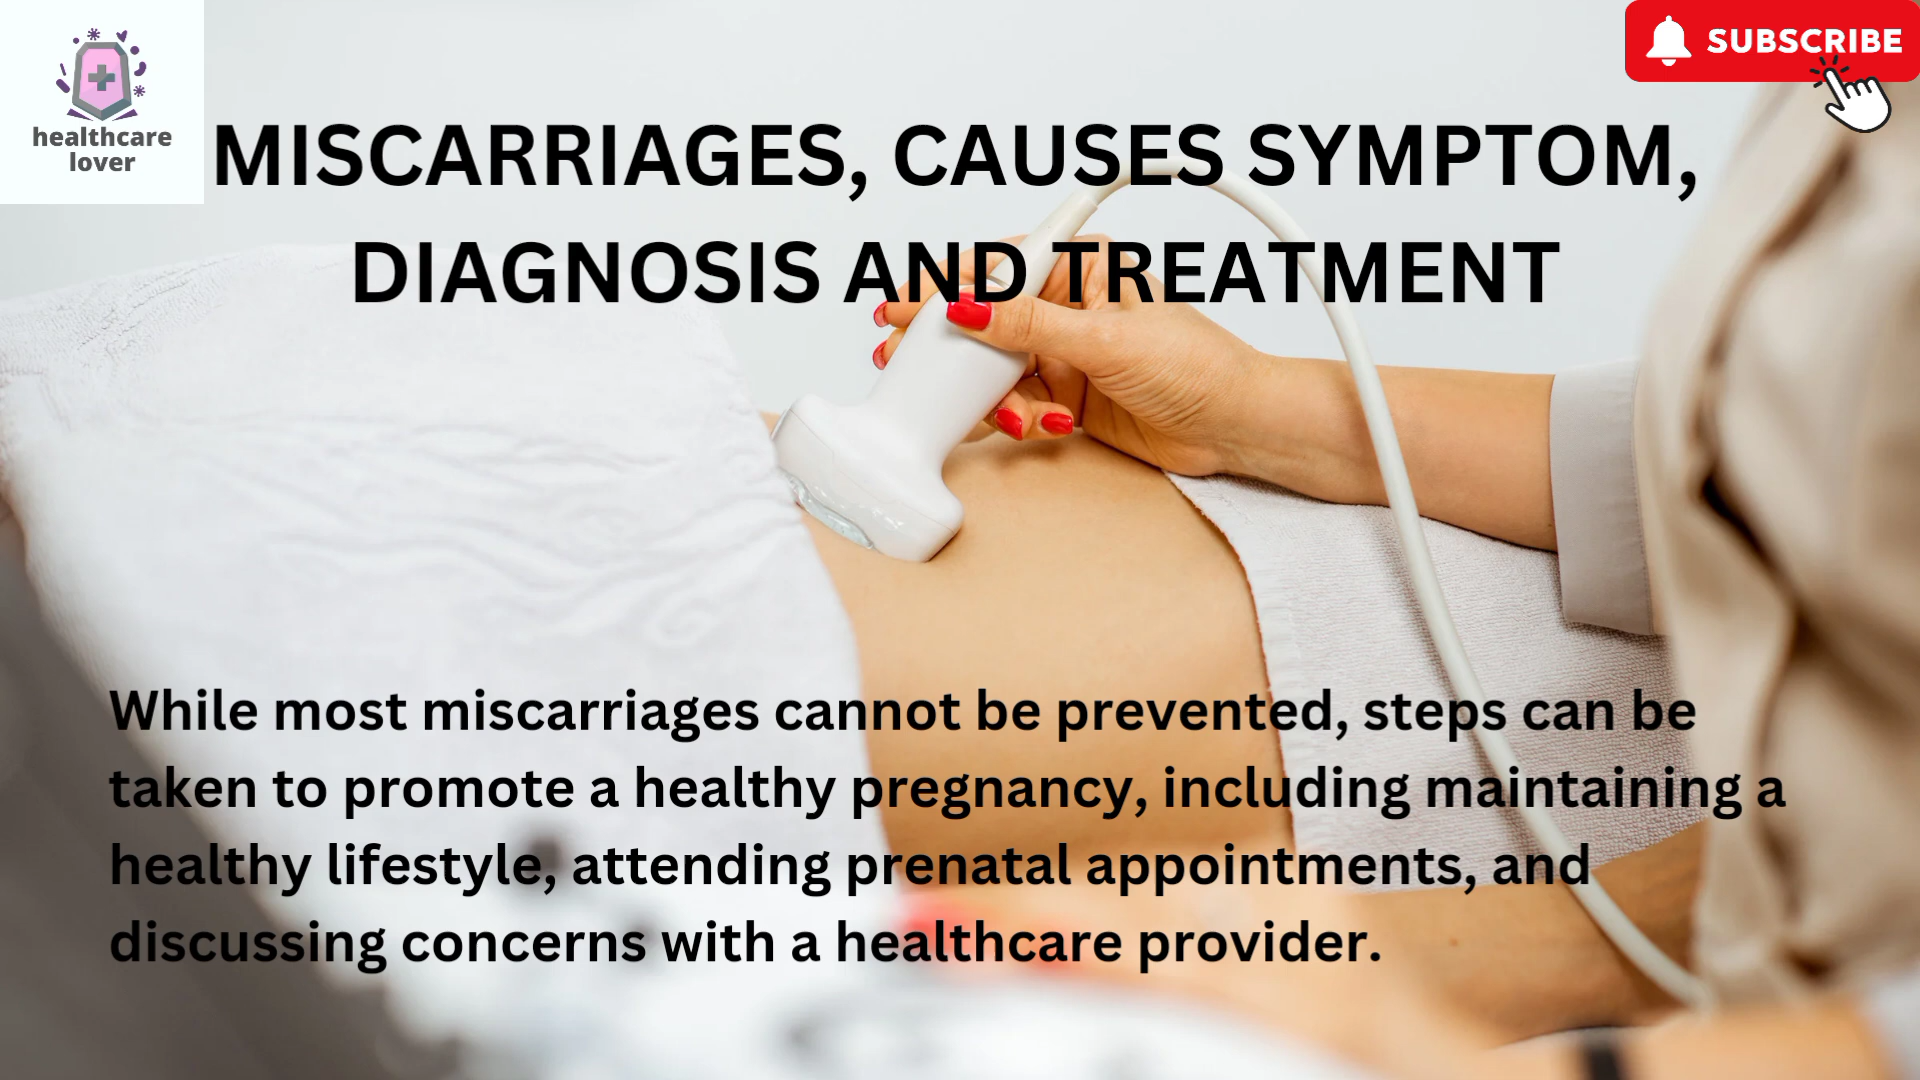 healthcare
lover
SUBSCRIBE
MISCARRIAGES, CAUSES SYMPTOM,
DIAGNOSIS AND TREATMENT
While most miscarriages cannot be prevented, steps can be
taken to promote a healthy pregnancy, including maintaining a
healthy lifestyle, attending prenatal appointments, and
discussing concerns with a healthcare provider.